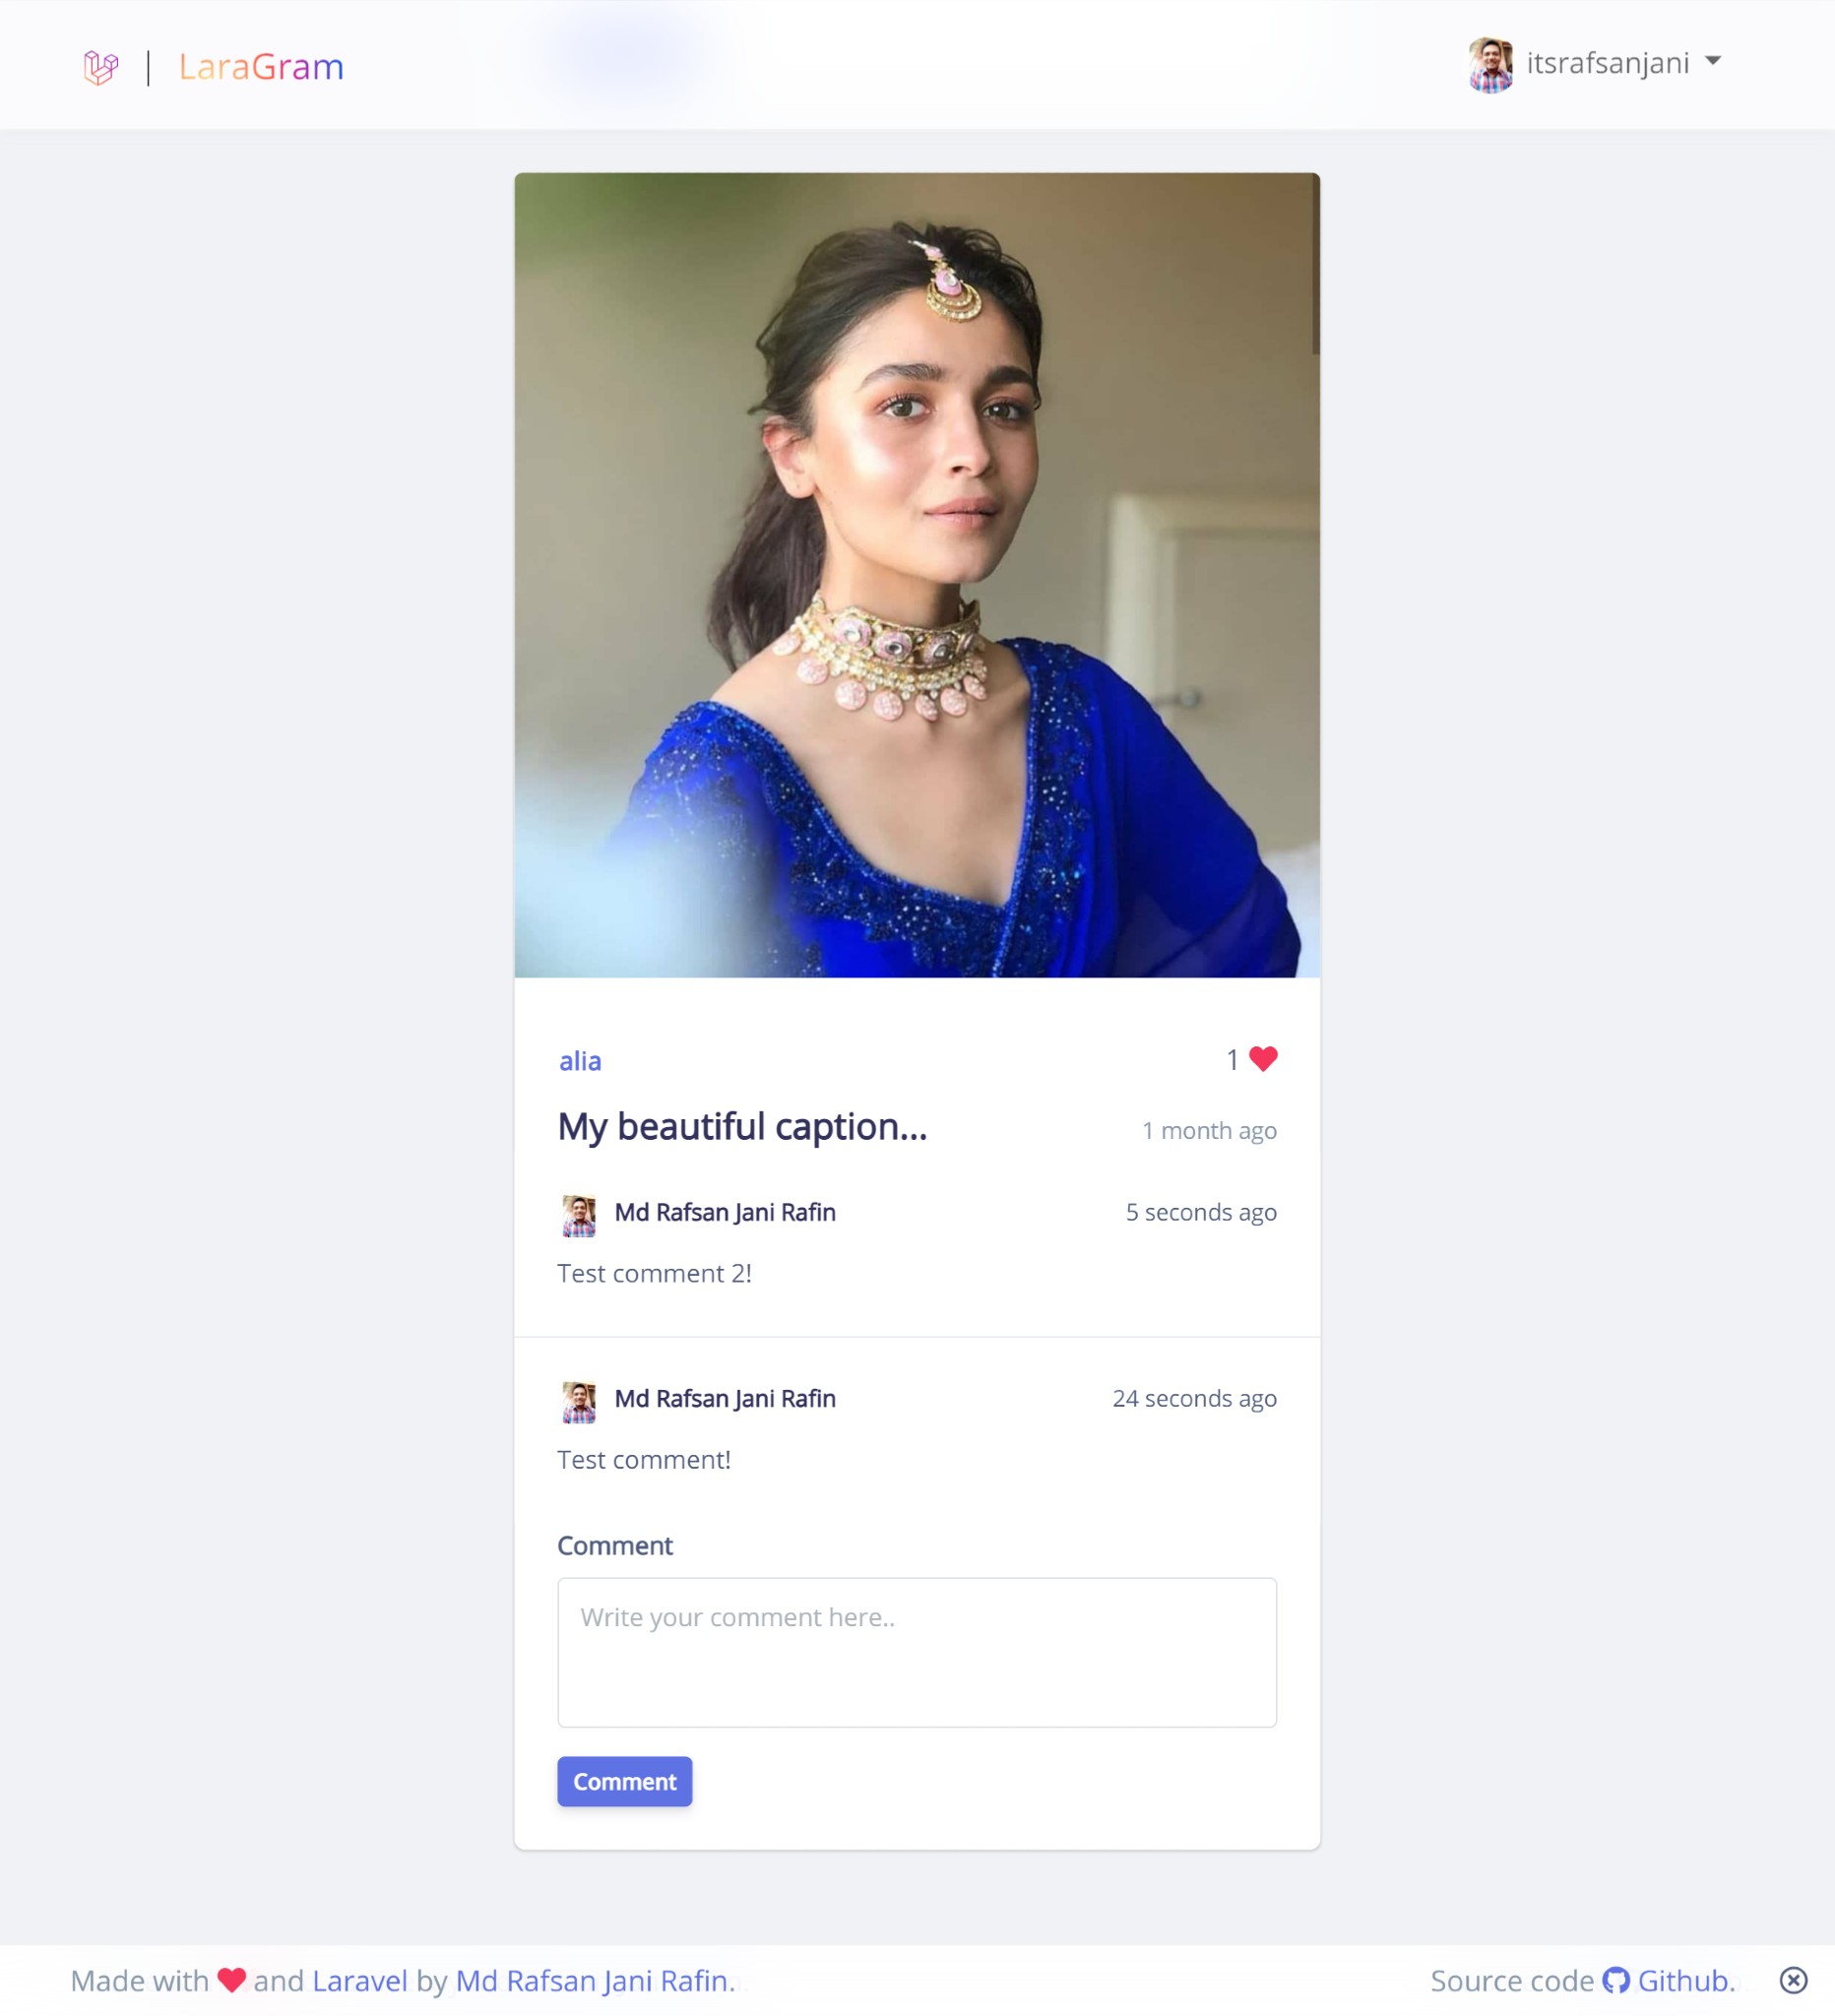 LaraGram
itsrafsanjani
alia
1
My beautiful caption...
1 month ago
Md Rafsan Jani Rafin
5 seconds ago
Test comment 2!
Md Rafsan Jani Rafin
24 seconds ago
Test comment!
Comment
Write your comment here..
Comment
Made with and Laravel by Md Rafsan Jani Rafin.
Source code Github.